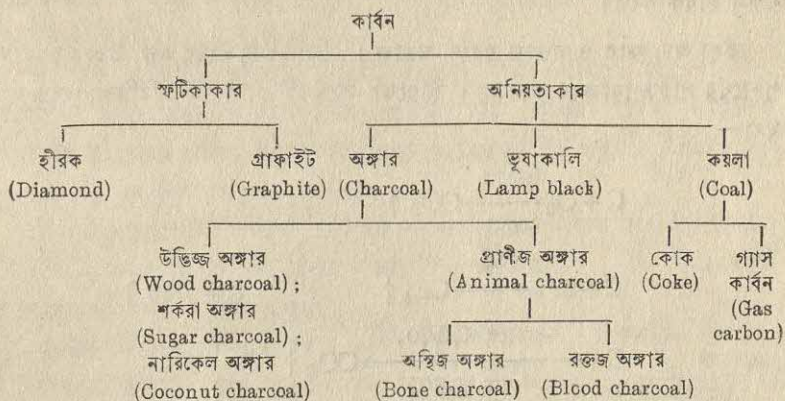 কার্বন
স্ফটিকাকার অনিয়তাকার
হীরক গ্রাফাইট অঙ্গার ভূষাকালি কয়লা
(Diamond) (Graphite) (Charcoal) (Lamp black) (Coal)
উদ্ভিজ্জ অঙ্গার প্রাণীজ অঙ্গার কোক গ্যাস
(Wood charcoal) ; (Animal charcoal) (Coke) কার্বন
শর্করা অঙ্গার (Gas
(Sugar charcoal) ; carbon)
নারিকেল অঙ্গার অস্থিজ অঙ্গার রক্তজ অঙ্গার
(Coconut charcoal) (Bone charcoal) (Blood charcoal)